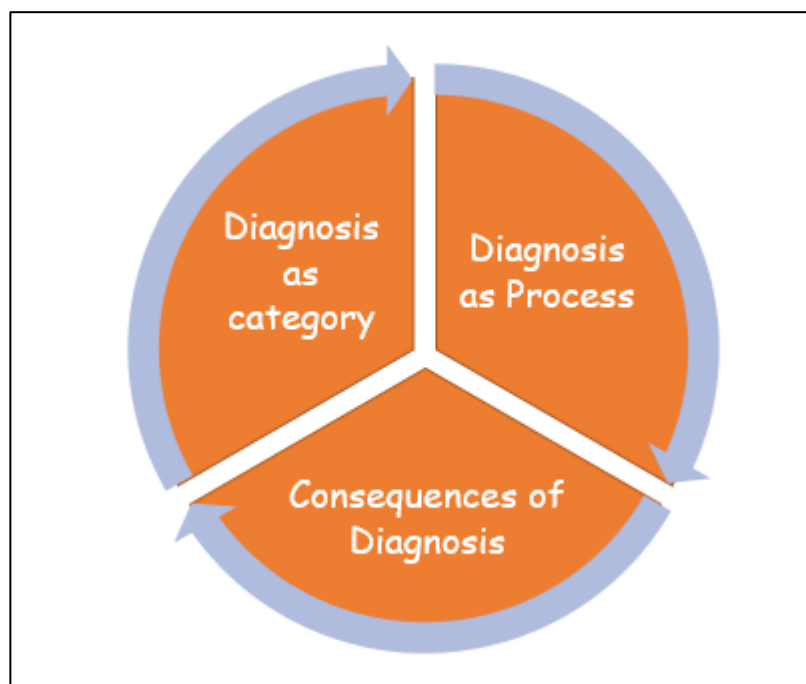 Diagnosis
as
category
Diagnosis
as Process
Consequences of
Diagnosis